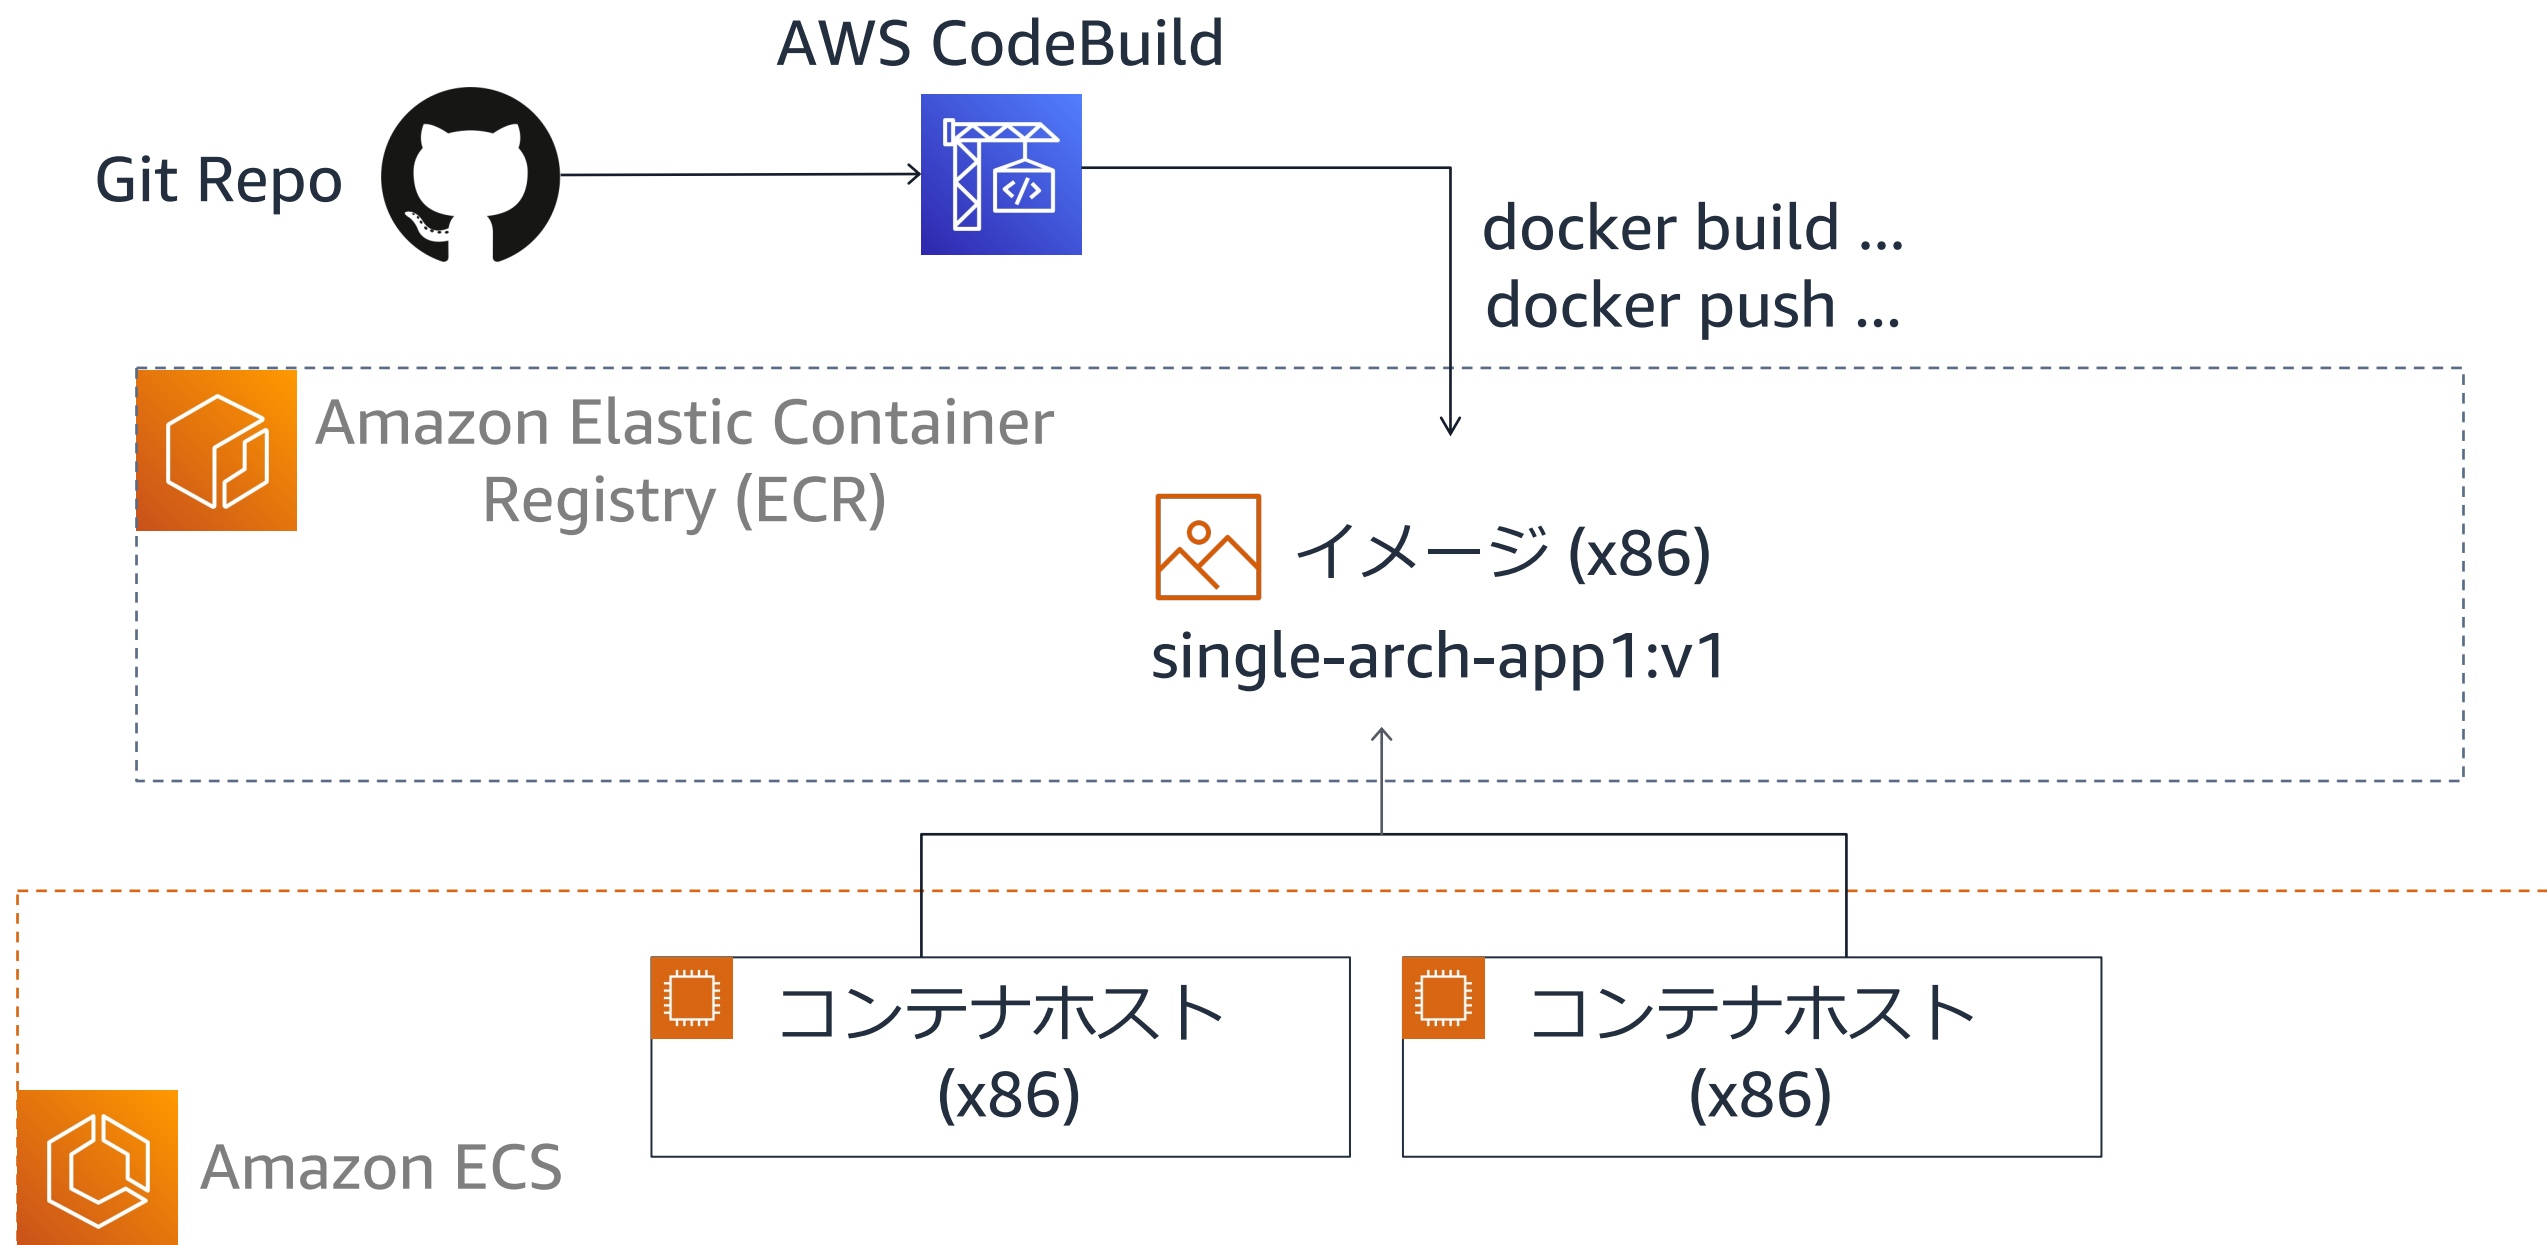 AWS CodeBuild
Git Repo
docker build ...
docker push ...
Amazon Elastic Container
Registry (ECR)
イメージ (x86)
single-arch-app1:v1
コンテナホスト
(x86)
コンテナホスト
(x86)
Amazon ECS